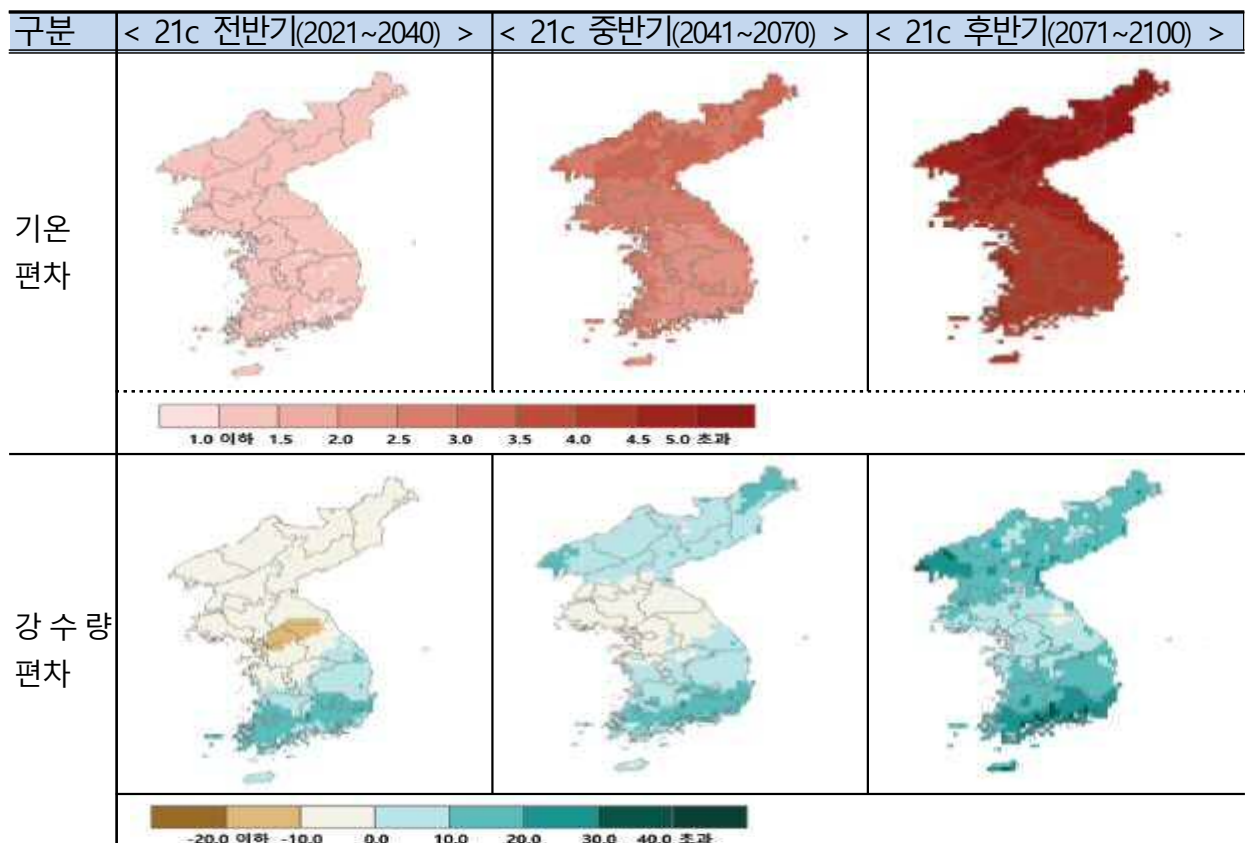 구분 < 21c 전반기(2021~2040) > < 21c 중반기(2041~2070) > < 21c 후반기(2071~2100) >
기온
편차
1.0 이하 1.5 2.0 2.5 3.0 3.5 4.0 4.5 5.0 초과
강 수 량
편차
-20.0 이하 -10.0 0.0 10.0 20.0 30.0 40.0 초과